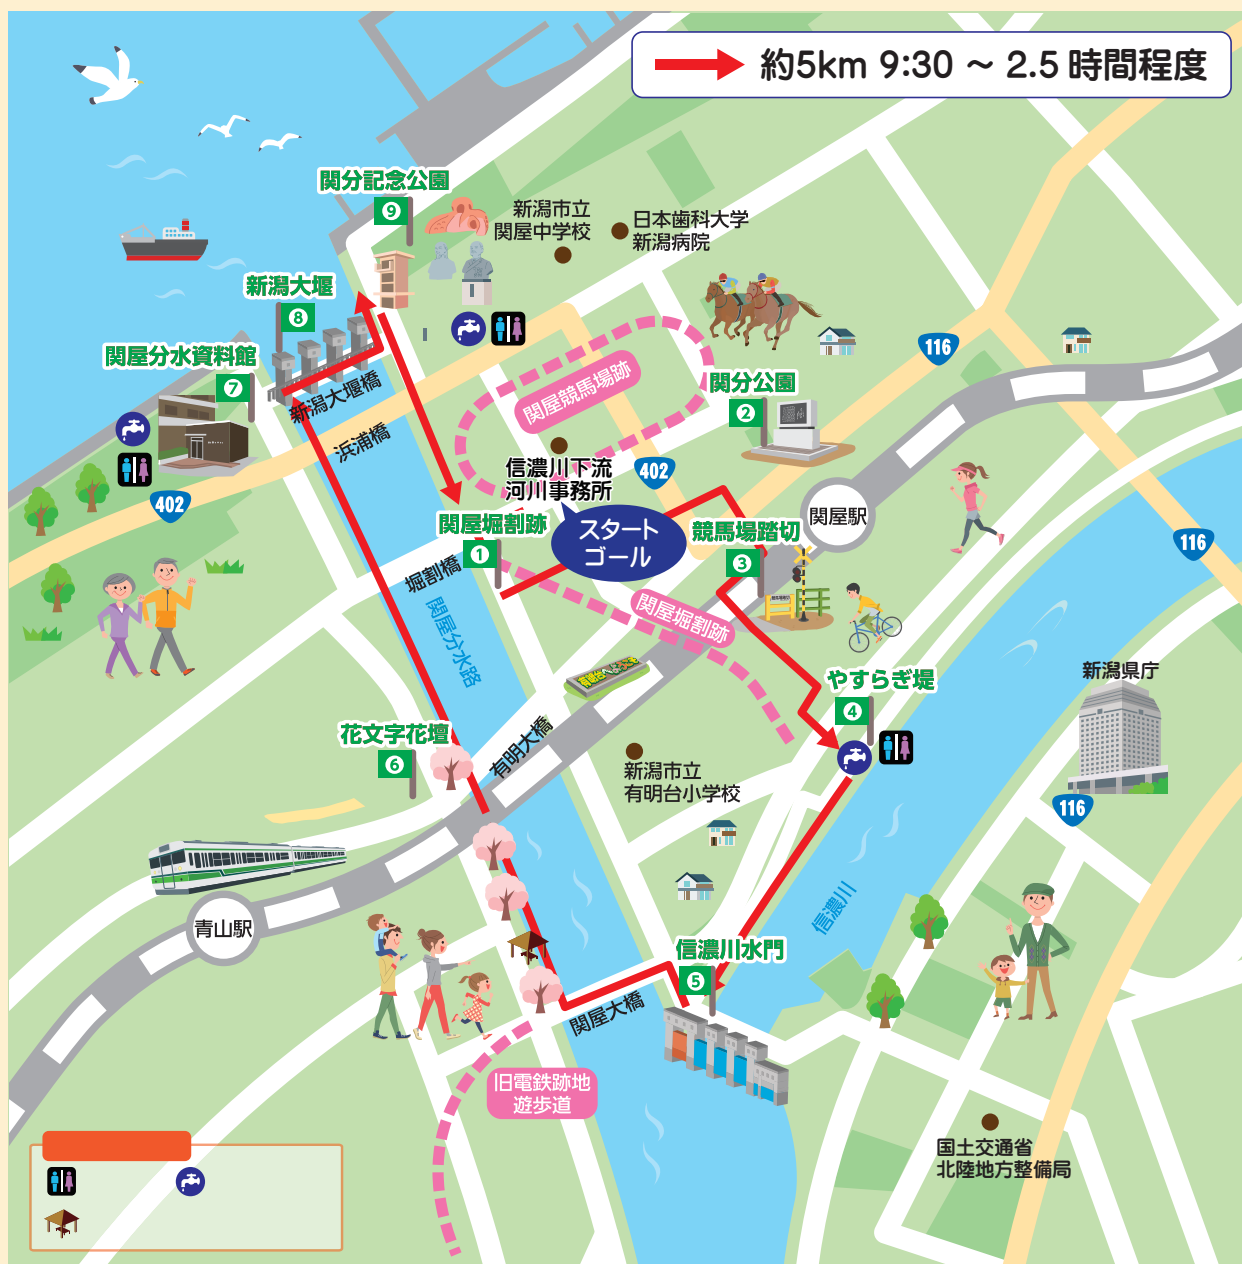 約5km 9:30 ～ 2.5 時間程度
関分記念公園
9
新潟市立
関屋中学校
日本歯科大学
新潟病院
新潟大堰
8
関屋分水資料館
7
新潟大堰橋
浜浦橋
関屋競馬場跡
関分公園
2
116
402
402
信濃川下流
河川事務所
スタート
ゴール
関屋堀割跡
1
堀割橋
関屋分水路
競馬場踏切
3
関屋駅
116
関屋堀割跡
やすらぎ堤
4
新潟県庁
116
花文字花壇
6
有明大橋
新潟市立
有明台小学校
青山駅
信濃川
信濃川水門
5
関屋大橋
旧電鉄跡地
遊歩道
国土交通省
北陸地方整備局